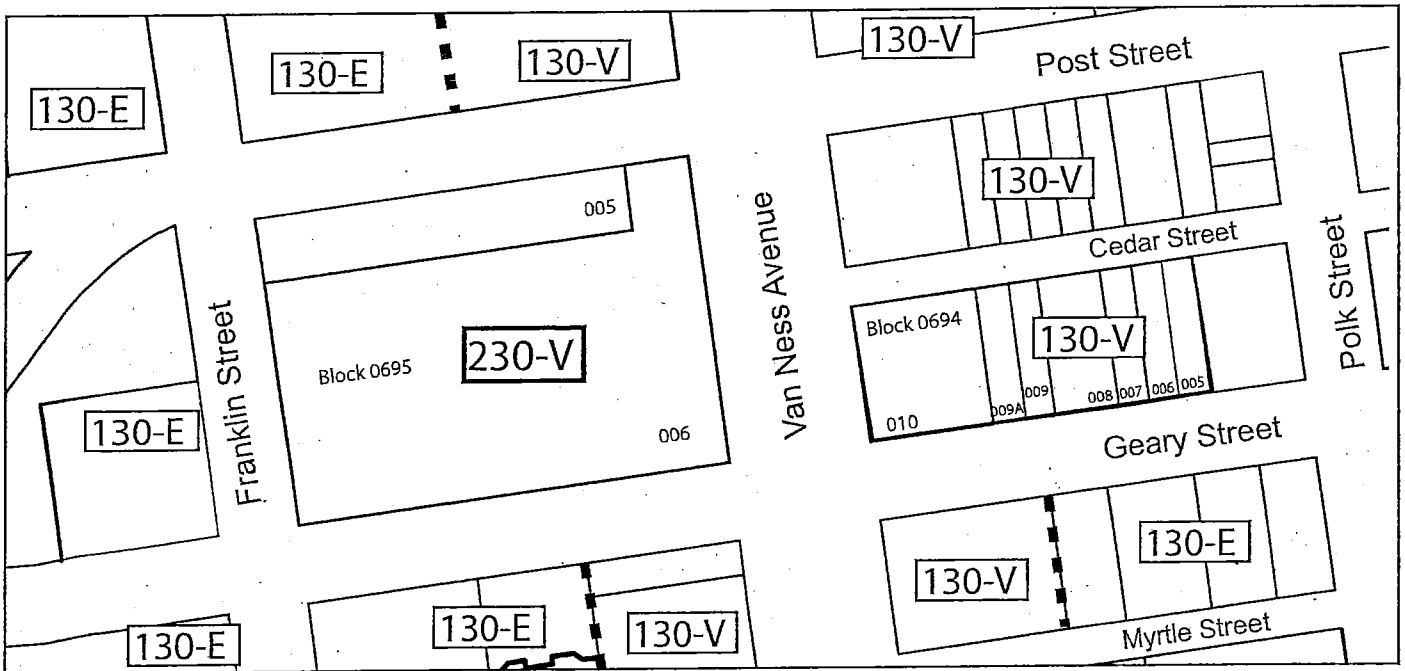 130-V
130-E
130-V
Post Street
130-E
130-V
005
Cedar Street
Van Ness Avenue
Polk Street
Franklin Street
Block 0695
230-V
006
Block 0694
130-V
010
009A
009
008
007
006
005
130-E
Geary Street
130-V
130-E
130-E
130-E
130-V
Myrtle Street